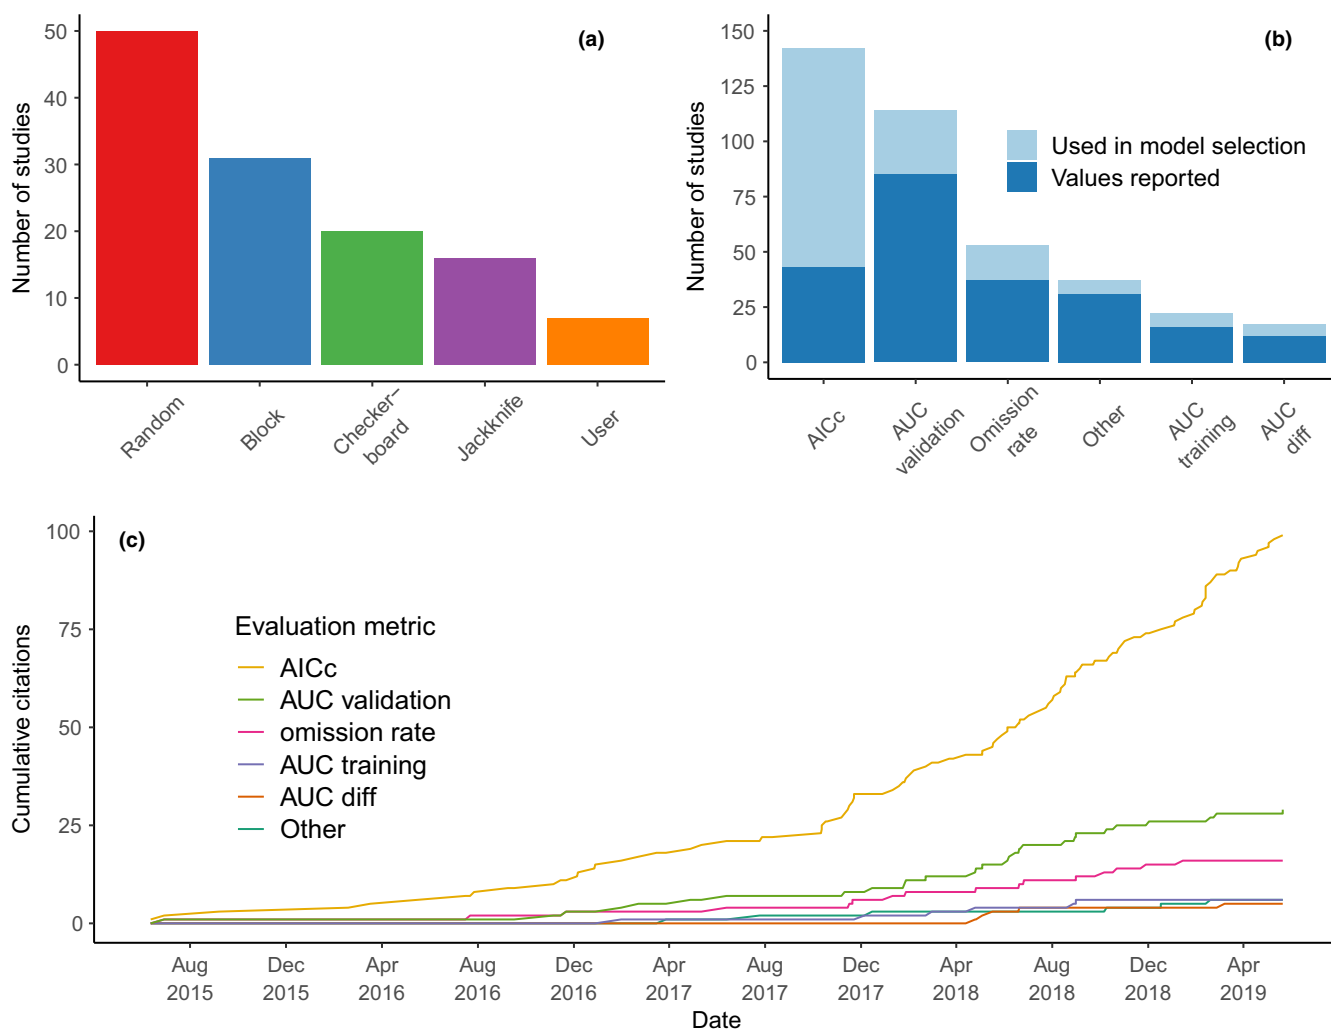 (a)
Number of studies
50
40
30
20
10
0
Random
Block
Checker–
board
Jackknife
User
(b)
Number of studies
150
125
100
75
50
25
0
Used in model selection
Values reported
AICc
AUC
validation
Omission
rate
Other
AUC
training
AUC
diff
(c)
Cumulative citations
100
75
50
25
0
Evaluation metric
AICc
AUC validation
omission rate
AUC training
AUC diff
Other
Aug
2015
Dec
2015
Apr
2016
Aug
2016
Dec
2016
Apr
2017
Aug
2017
Dec
2017
Apr
2018
Aug
2018
Dec
2018
Apr
2019
Date